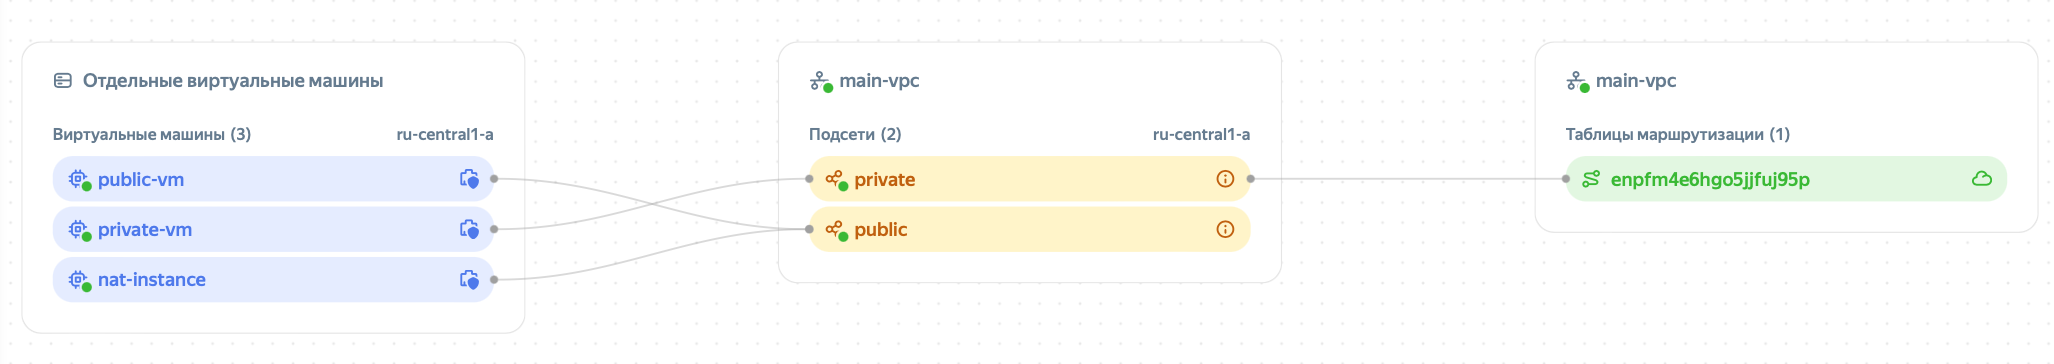 Отдельные виртуальные машины
Виртуальные машины (3) ru-central1-a
public-vm
private-vm
nat-instance
main-vpc
Подсети (2) ru-central1-a
private
public
main-vpc
Таблицы маршрутизации (1)
enpfm4e6hgo5jjfuj95p